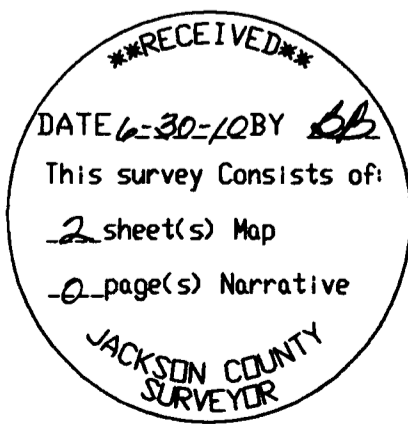 **RECEIVED**
DATE 6-30-10 BY BB
This survey Consists of:
2 sheet(s) Map
0 page(s) Narrative
JACKSON COUNTY
SURVEYOR